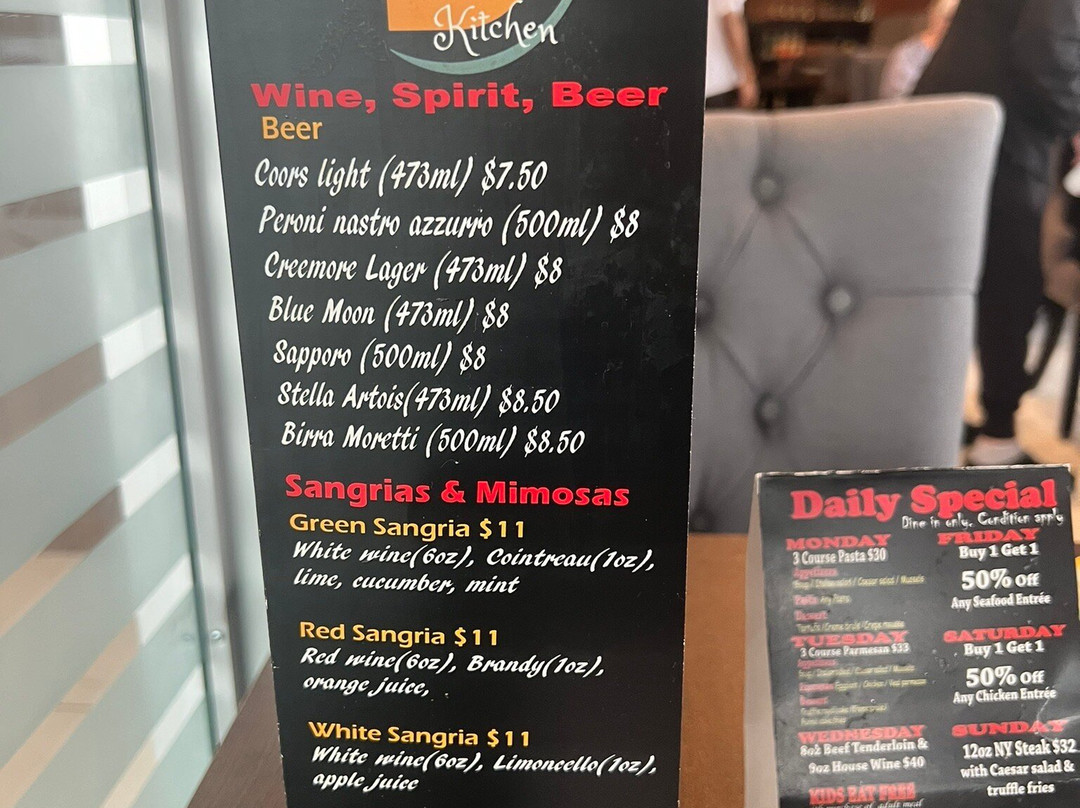 Kitchen
Wine, Spirit, Beer
Beer
Coors light (473ml) $7.50
Peroni nastro azzurro (500ml) $8
Creemore Lager (473ml) $8
Blue Moon (473ml) $8
Sapporo (500ml) $8
Stella Artois(473ml) $8.50
Birra Moretti (500ml) $8.50
Sangrias & Mimosas
Green Sangria $11
White wine(6oz), Cointreau(1oz),
lime, cucumber, mint
Red Sangria $11
Red wine(6oz), Brandy(1oz),
orange juice,
White Sangria $11
White wine(6oz), Limoncello(1oz),
apple juice
Daily Special
Dine in only. Condition apply
MONDAY
3 Course Pasta $30
Appetizer
Dessert
TUESDAY
3 Course Parmesan $33
WEDNESDAY
8oz Beef Tenderloin &
9oz House Wine $40
KIDS EAT FREE
FRIDAY
Buy 1 Get 1
50% Off
Any Seafood Entrée
SATURDAY
Buy 1 Get 1
50% Off
Any Chicken Entrée
SUNDAY
12oz NY Steak $32
with Caesar salad &
truffle fries